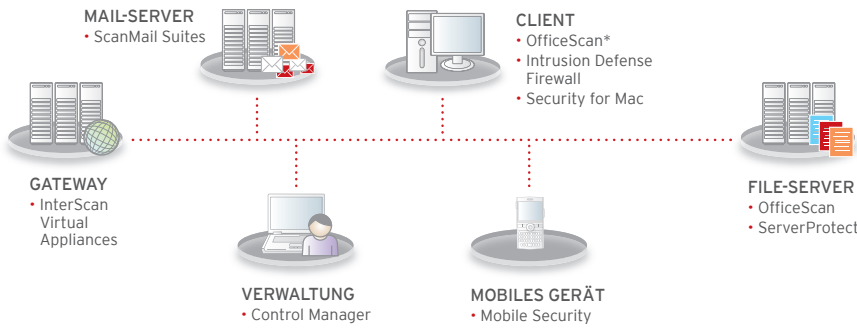 MAIL-SERVER
• ScanMail Suites
CLIENT
• OfficeScan*
• Intrusion Defense
Firewall
• Security for Mac
GATEWAY
• InterScan
Virtual
Appliances
FILE-SERVER
• OfficeScan
• ServerProtect
VERWALTUNG
• Control Manager
MOBILES GERÄT
• Mobile Security